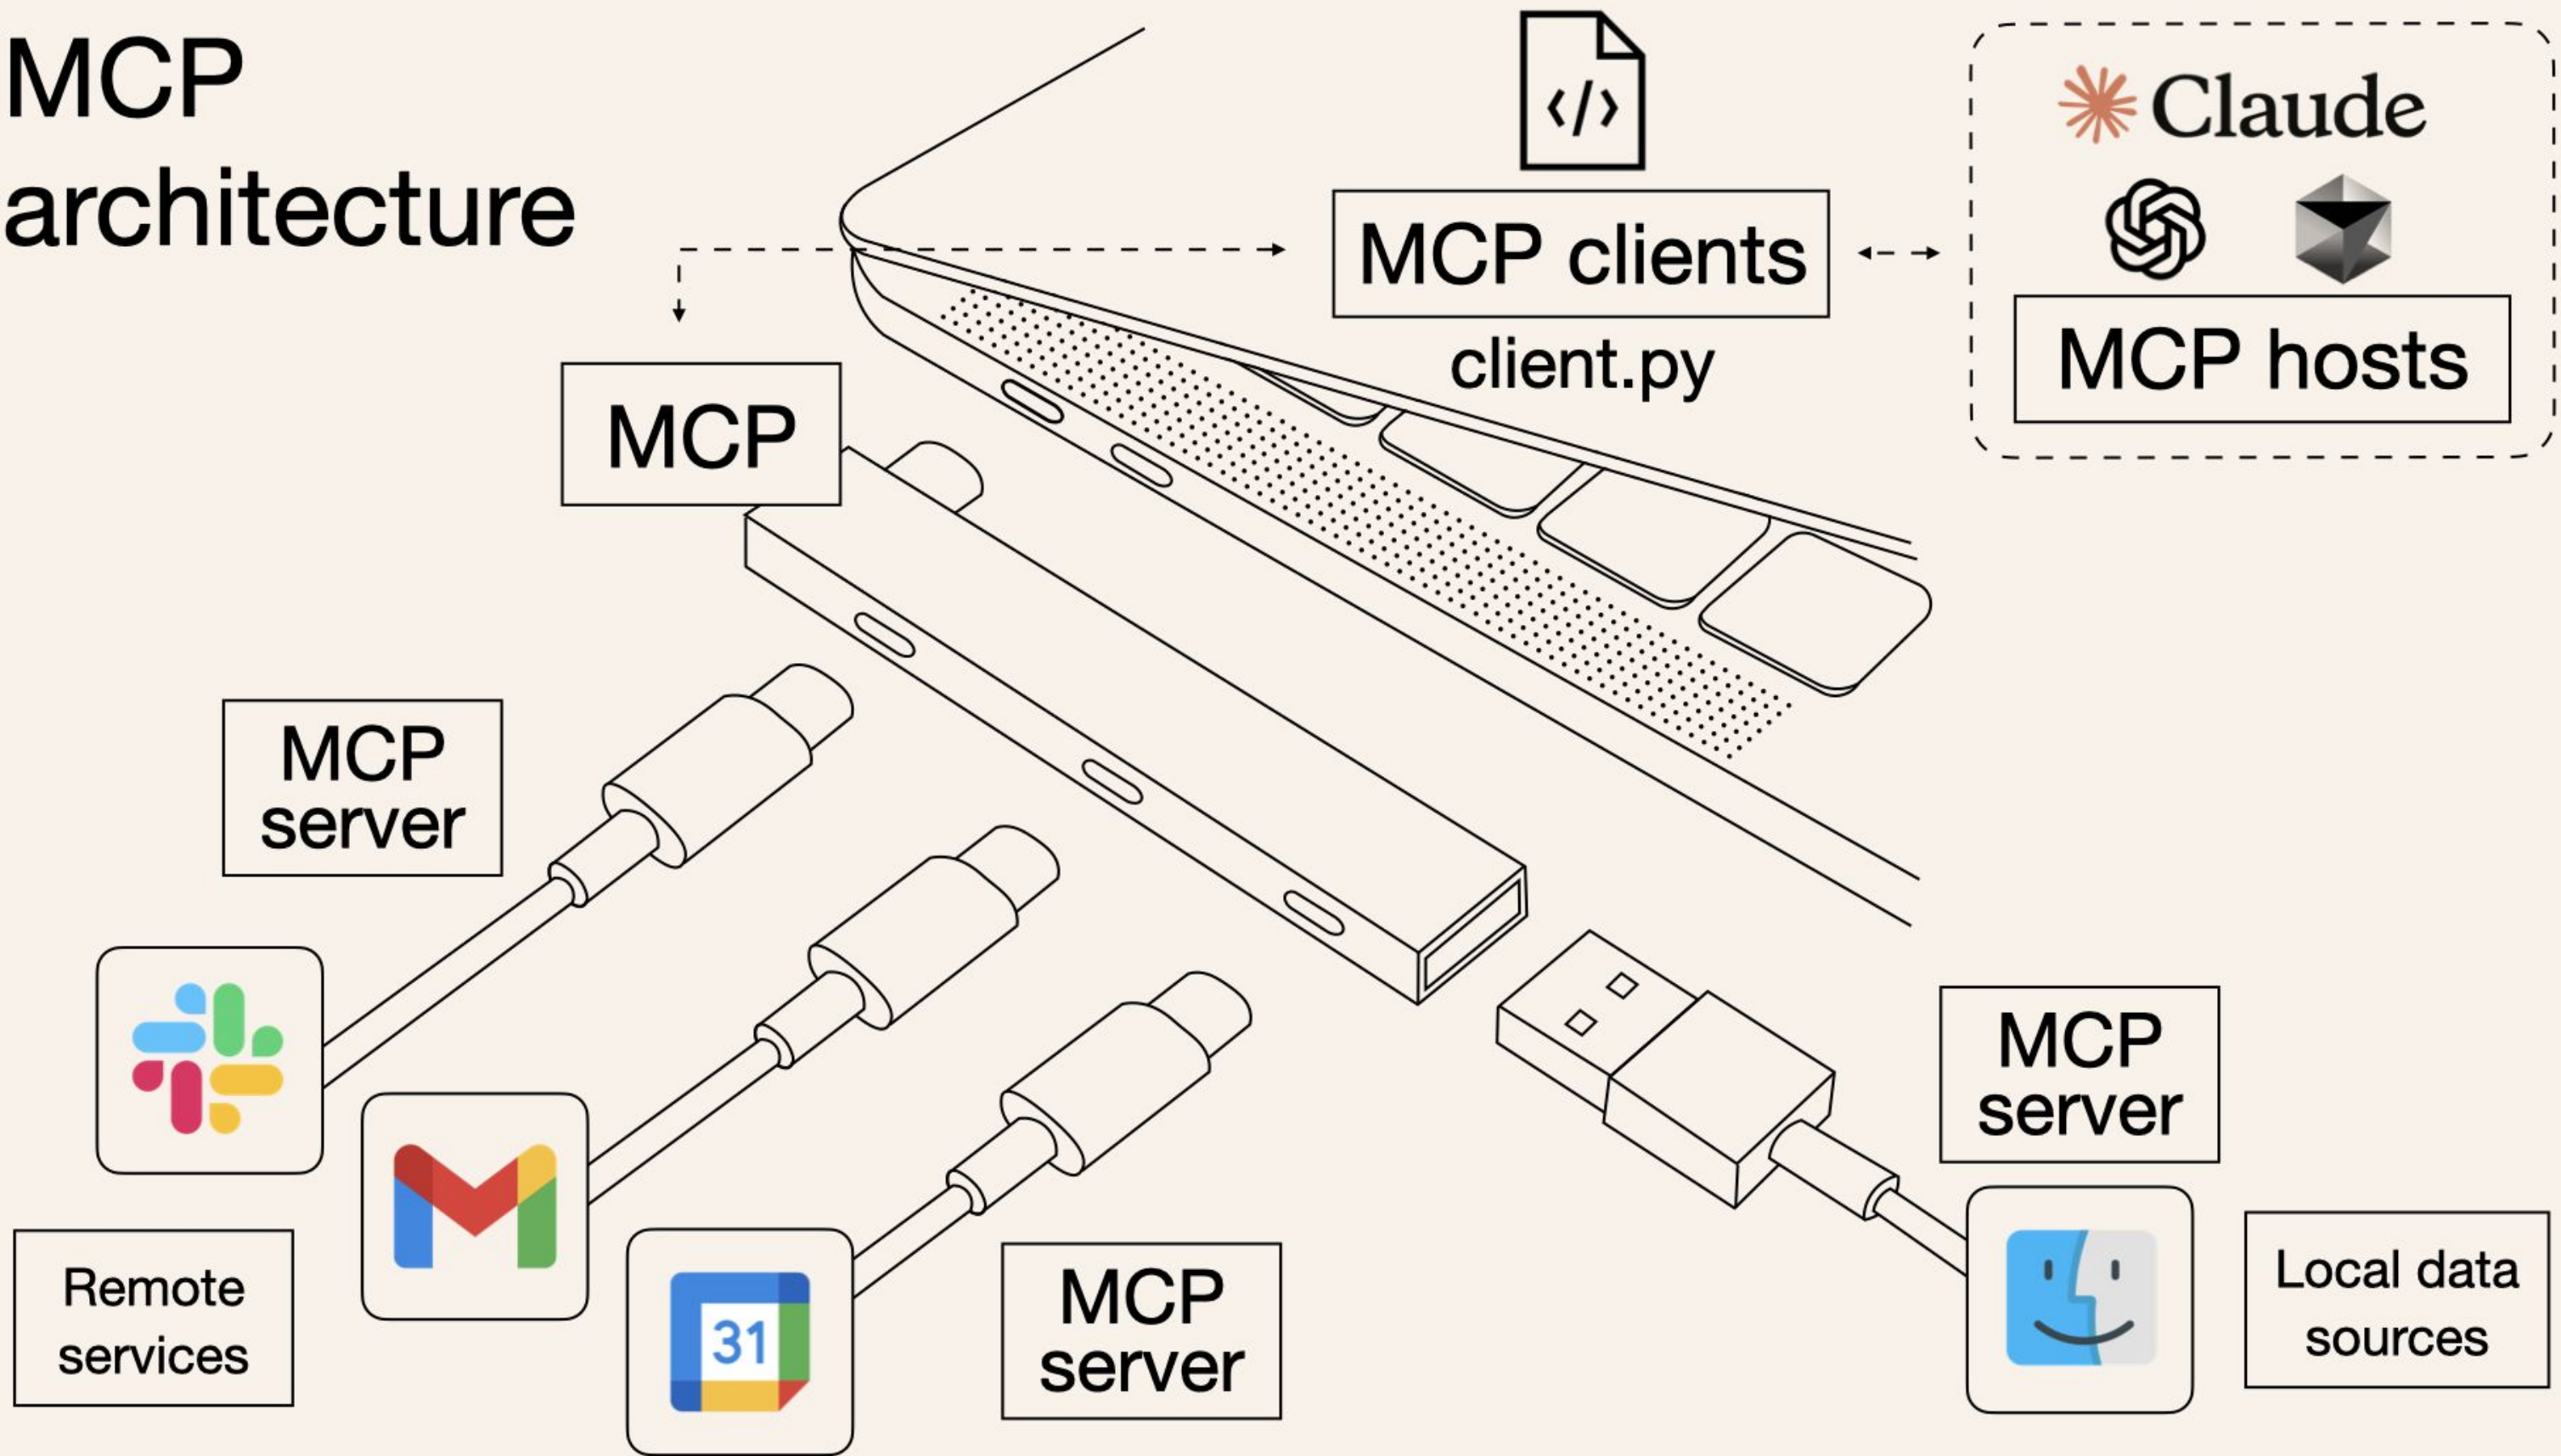 MCP
architecture
</>
MCP clients
client.py
Claude
MCP hosts
MCP
MCP
server
Remote
services
31
MCP
server
MCP
server
Local data
sources